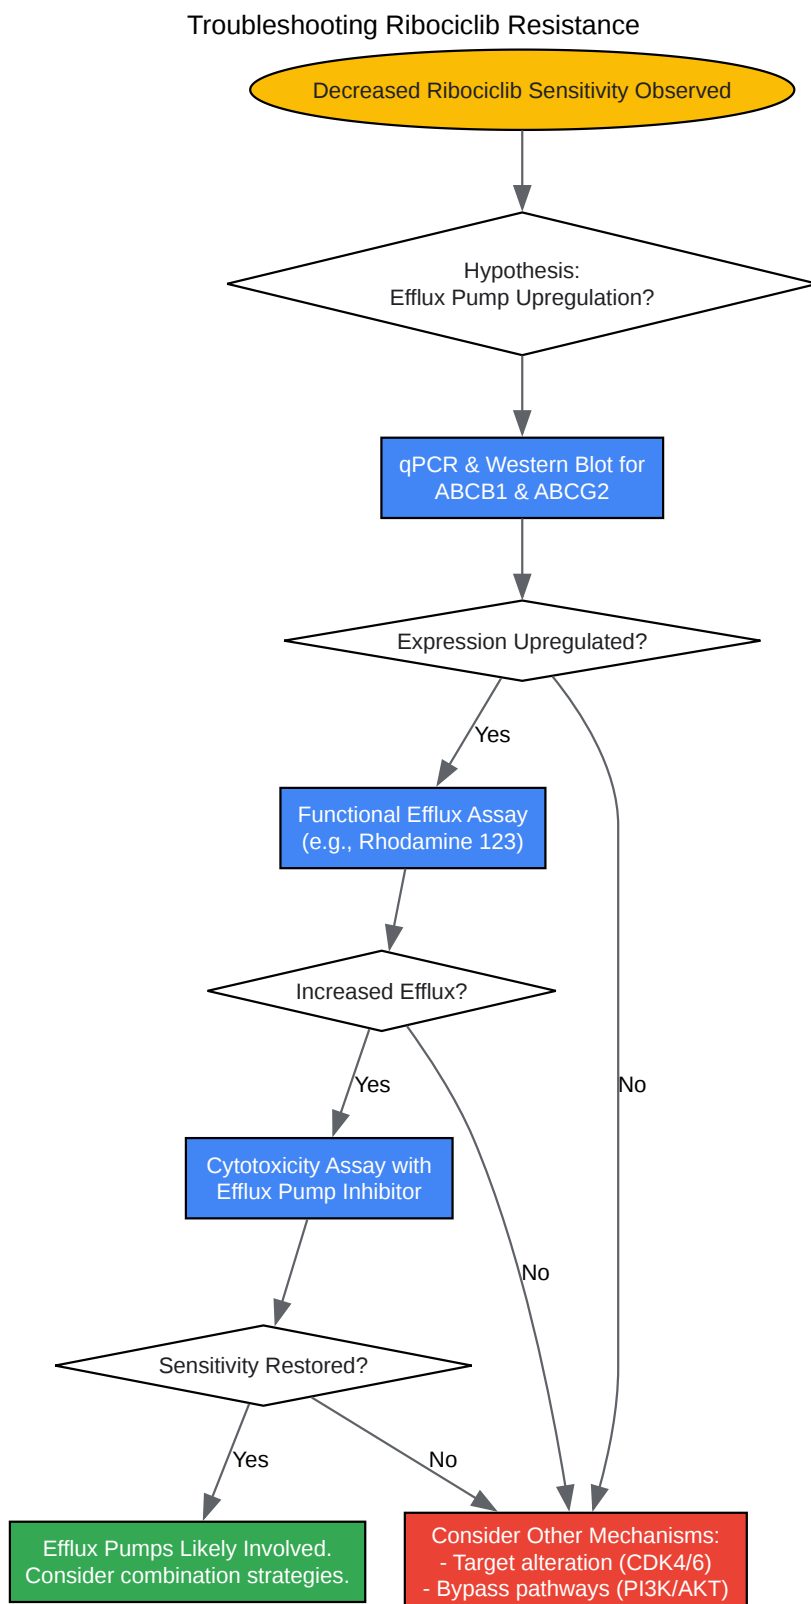 Troubleshooting Ribociclib Resistance
Decreased Ribociclib Sensitivity Observed
Hypothesis:
Efflux Pump Upregulation?
qPCR & Western Blot for
ABCB1 & ABCG2
Expression Upregulated?
Yes
Functional Efflux Assay
(e.g., Rhodamine 123)
Increased Efflux?
Yes
No
Cytotoxicity Assay with
Efflux Pump Inhibitor
No
Sensitivity Restored?
Yes
No
Efflux Pumps Likely Involved.
Consider combination strategies.
Consider Other Mechanisms:
- Target alteration (CDK4/6)
- Bypass pathways (PI3K/AKT)